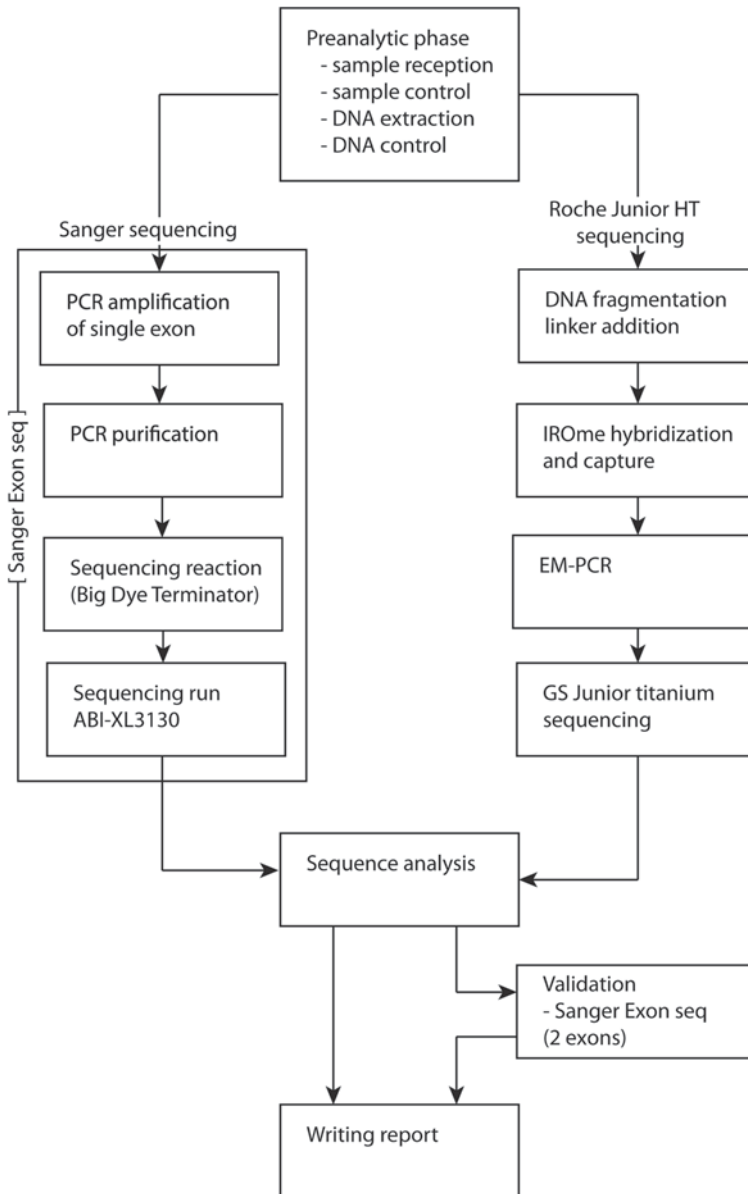 Preanalytic phase
- sample reception
- sample control
- DNA extraction
- DNA control
Sanger sequencing
[ Sanger Exon seq ]
PCR amplification
of single exon
PCR purification
Sequencing reaction
(Big Dye Terminator)
Sequencing run
ABI-XL3130
Roche Junior HT
sequencing
DNA fragmentation
linker addition
IROme hybridization
and capture
EM-PCR
GS Junior titanium
sequencing
Sequence analysis
Validation
- Sanger Exon seq
(2 exons)
Writing report